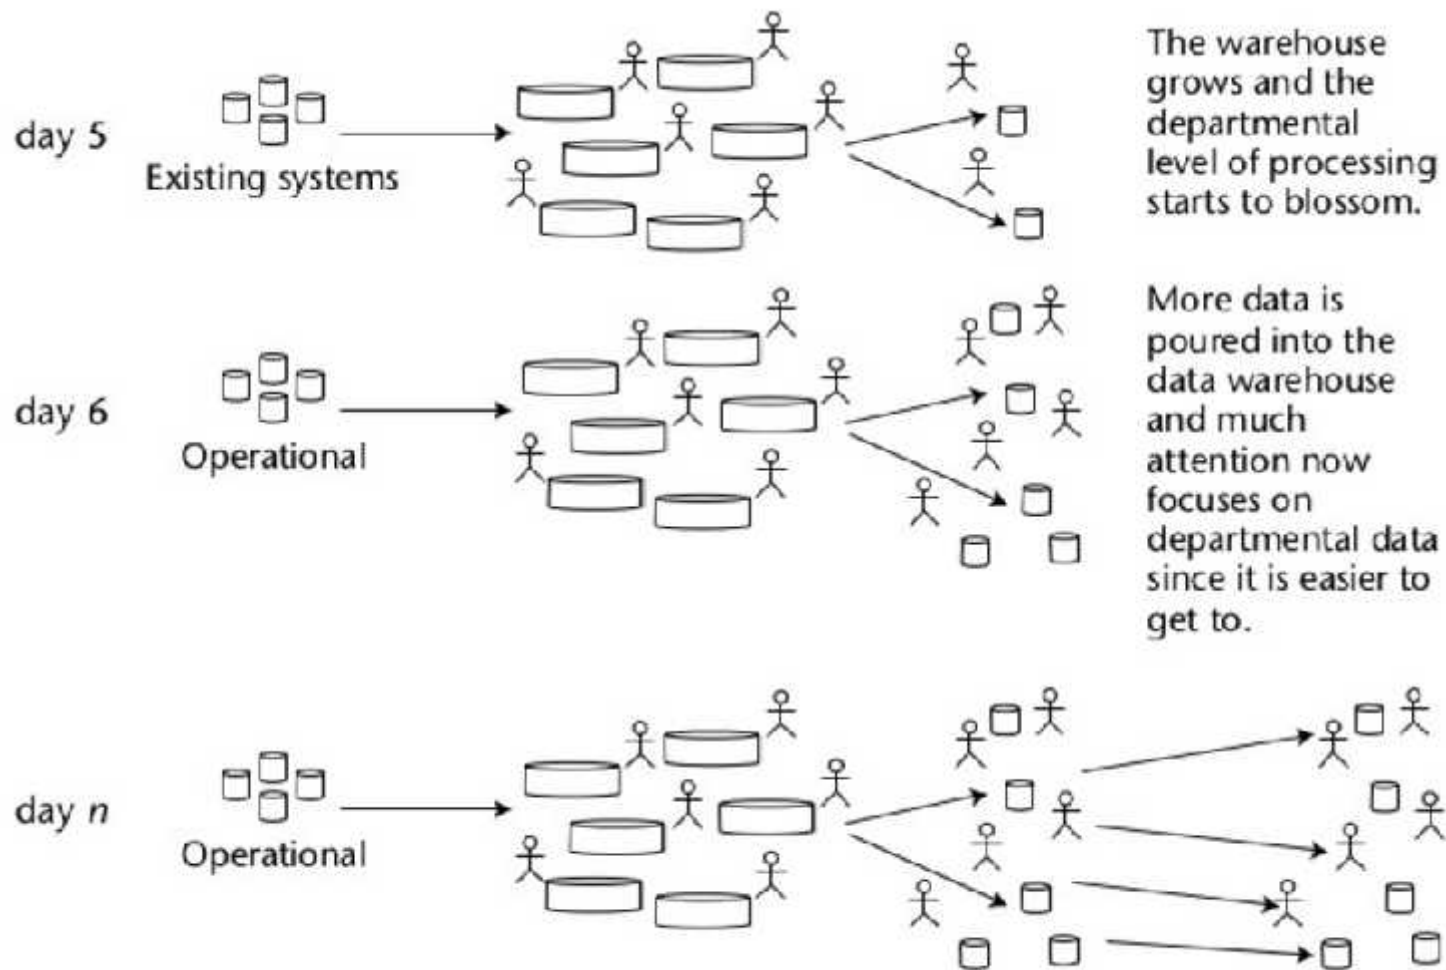 day 5
Existing systems
The warehouse
grows and the
departmental
level of processing
starts to blossom.
day 6
Operational
More data is
poured into the
data warehouse
and much
attention now
focuses on
departmental data
since it is easier to
get to.
day n
Operational